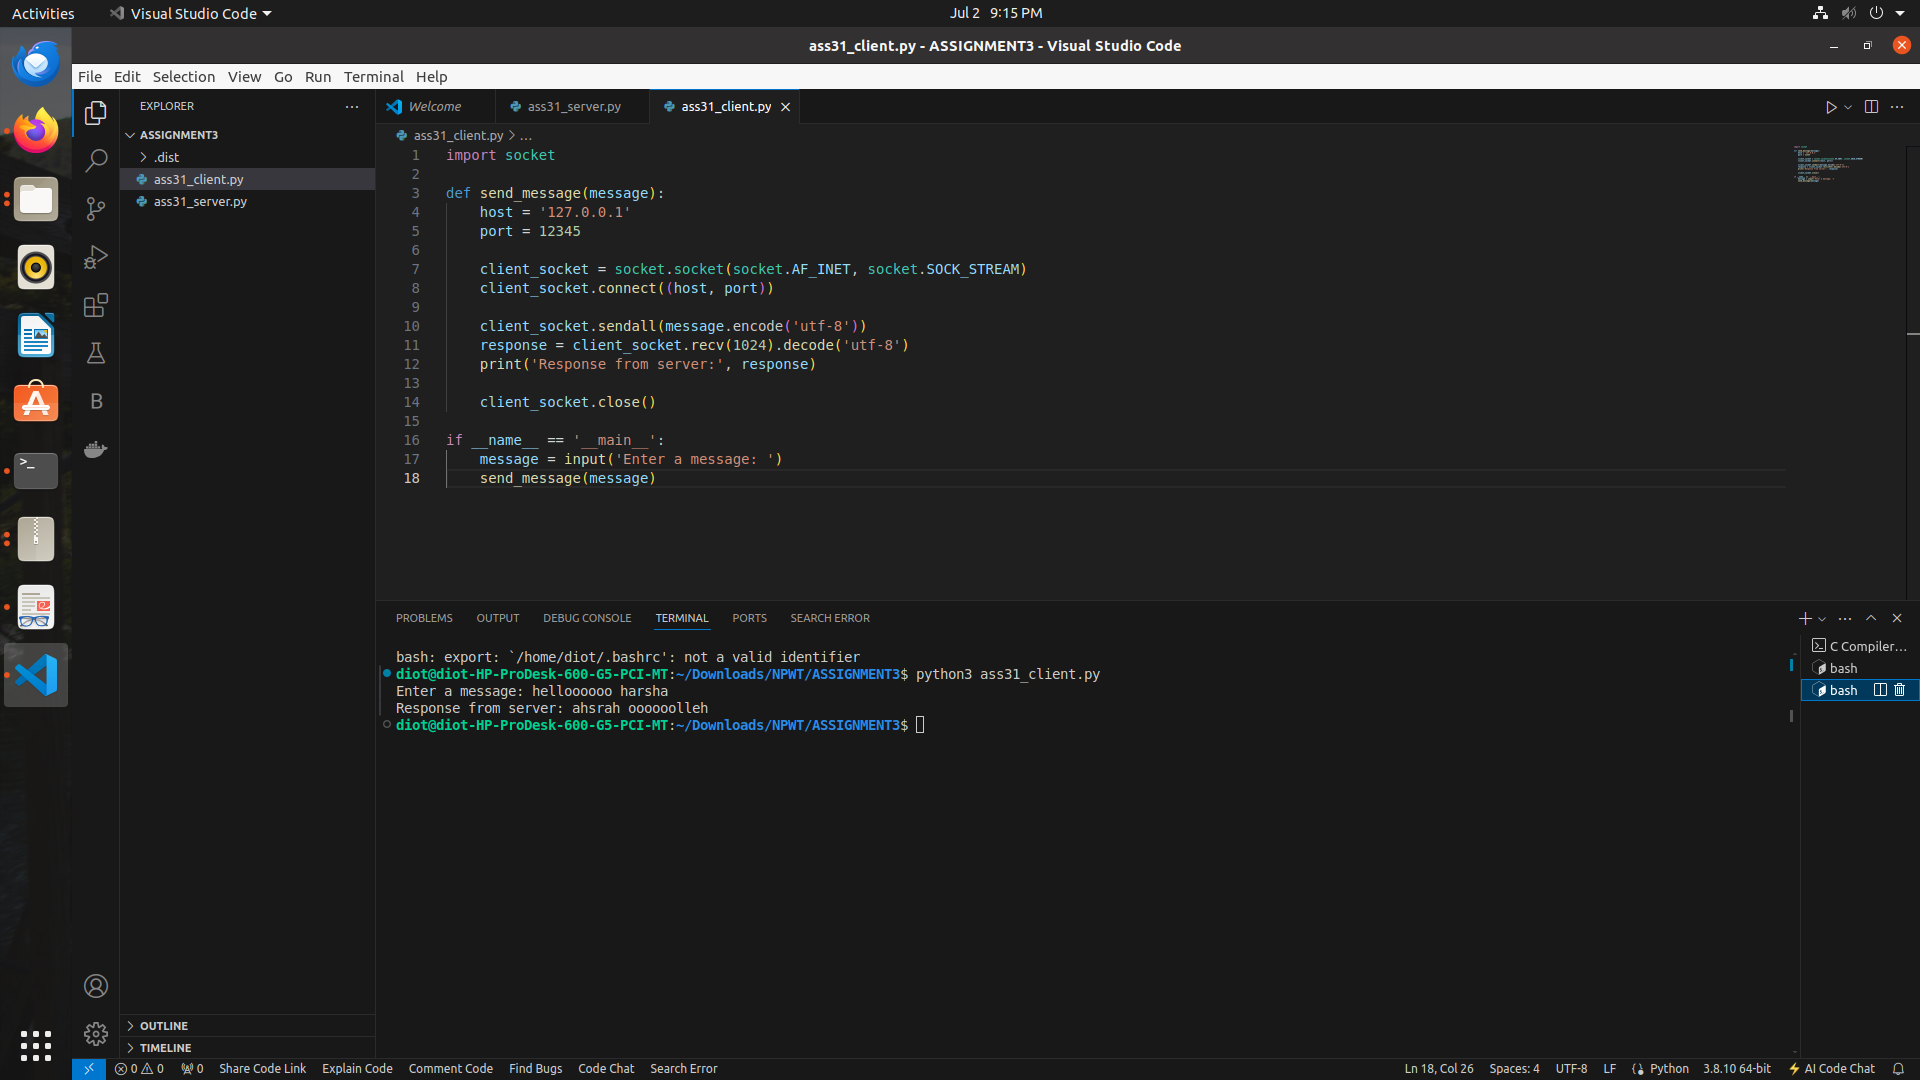 Activities
Visual Studio Code
Jul 2 9:15 PM
ass31_client.py - ASSIGNMENT3 - Visual Studio Code
File Edit Selection View Go Run Terminal Help
EXPLORER
ASSIGNMENT3
.dist
ass31_client.py
ass31_server.py
OUTLINE
TIMELINE
Welcome
ass31_server.py
ass31_client.py
ass31_client.py > ...
1 import socket
2
3 def send_message(message):
4 host = '127.0.0.1'
5 port = 12345
6
7 client_socket = socket.socket(socket.AF_INET, socket.SOCK_STREAM)
8 client_socket.connect((host, port))
9
10 client_socket.sendall(message.encode('utf-8'))
11 response = client_socket.recv(1024).decode('utf-8')
12 print('Response from server:', response)
13
14 client_socket.close()
15
16 if __name__ == '__main__':
17 message = input('Enter a message: ')
18 send_message(message)
PROBLEMS OUTPUT DEBUG CONSOLE TERMINAL PORTS SEARCH ERROR
bash: export: `/home/diot/.bashrc': not a valid identifier
diot@diot-HP-ProDesk-600-G5-PCI-MT:~/Downloads/NPWT/ASSIGNMENT3$ python3 ass31_client.py
Enter a message: helloooooo harsha
Response from server: ahsrah oooooolleh
diot@diot-HP-ProDesk-600-G5-PCI-MT:~/Downloads/NPWT/ASSIGNMENT3$
C Compiler...
bash
bash
0 0 0 Share Code Link Explain Code Comment Code Find Bugs Code Chat Search Error
Ln 18, Col 26 Spaces: 4 UTF-8 LF Python 3.8.10 64-bit AI Code Chat